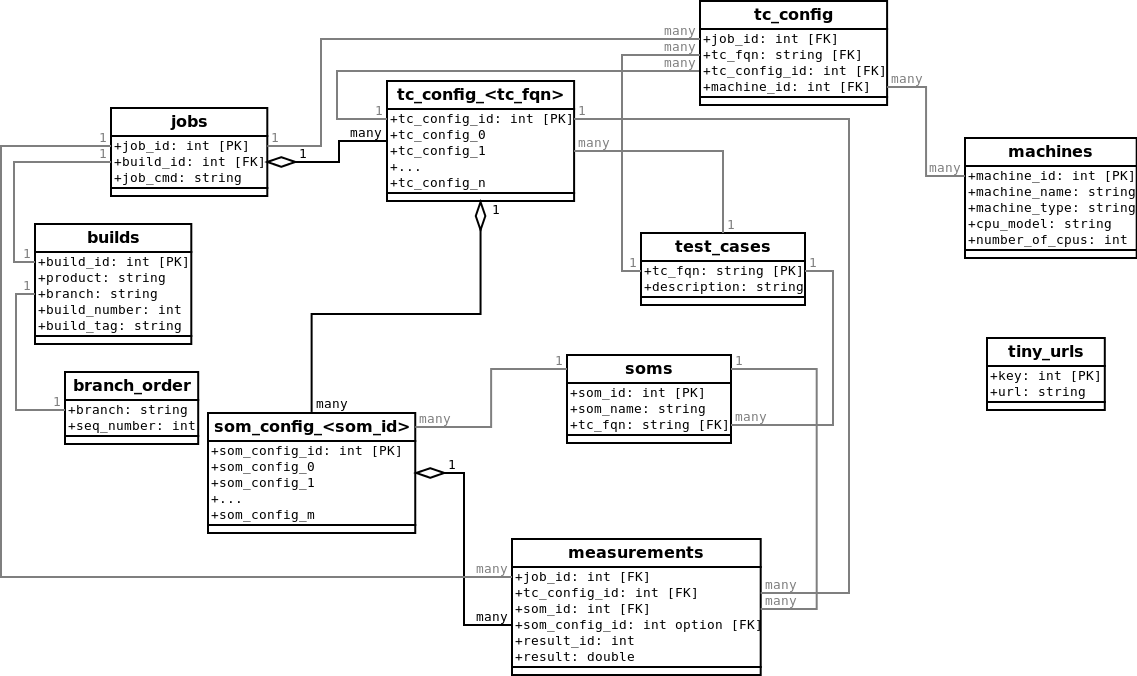 tc_config
+job_id: int [FK]
+tc_fqn: string [FK]
+tc_config_id: int [FK]
+machine_id: int [FK]
many
many
many
many
tc_config_<tc_fqn>
+tc_config_id: int [PK]
+tc_config_0
+tc_config_1
+...
+tc_config_n
1
many
1
many
1
jobs
+job_id: int [PK]
+build_id: int [FK]
+job_cmd: string
1
1
1
1
machines
+machine_id: int [PK]
+machine_name: string
+machine_type: string
+cpu_model: string
+number_of_cpus: int
many
builds
+build_id: int [PK]
+product: string
+branch: string
+build_number: int
+build_tag: string
1
1
test_cases
+tc_fqn: string [PK]
+description: string
1
1
1
tiny_urls
+key: int [PK]
+url: string
branch_order
+branch: string
+seq_number: int
1
soms
+som_id: int [PK]
+som_name: string
+tc_fqn: string [FK]
1
1
many
som_config_<som_id>
+som_config_id: int [PK]
+som_config_0
+som_config_1
+...
+som_config_m
many
many
1
measurements
+job_id: int [FK]
+tc_config_id: int [FK]
+som_id: int [FK]
+som_config_id: int option [FK]
+result_id: int
+result: double
many
many
many
many